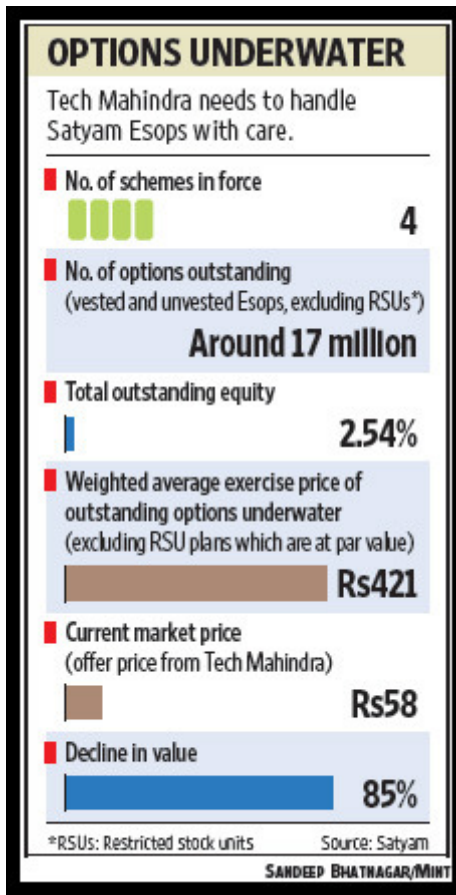 OPTIONS UNDERWATER
Tech Mahindra needs to handle
Satyam Esops with care.
No. of schemes in force
4
No. of options outstanding
(vested and unvested Esops, excluding RSUs*)
Around 17 million
Total outstanding equity
2.54%
Weighted average exercise price of
outstanding options underwater
(excluding RSU plans which are at par value)
Rs421
Current market price
(offer price from Tech Mahindra)
Rs58
Decline in value
85%
*RSUs: Restricted stock units Source: Satyam
SANDEEP BHATNAGAR/MINT